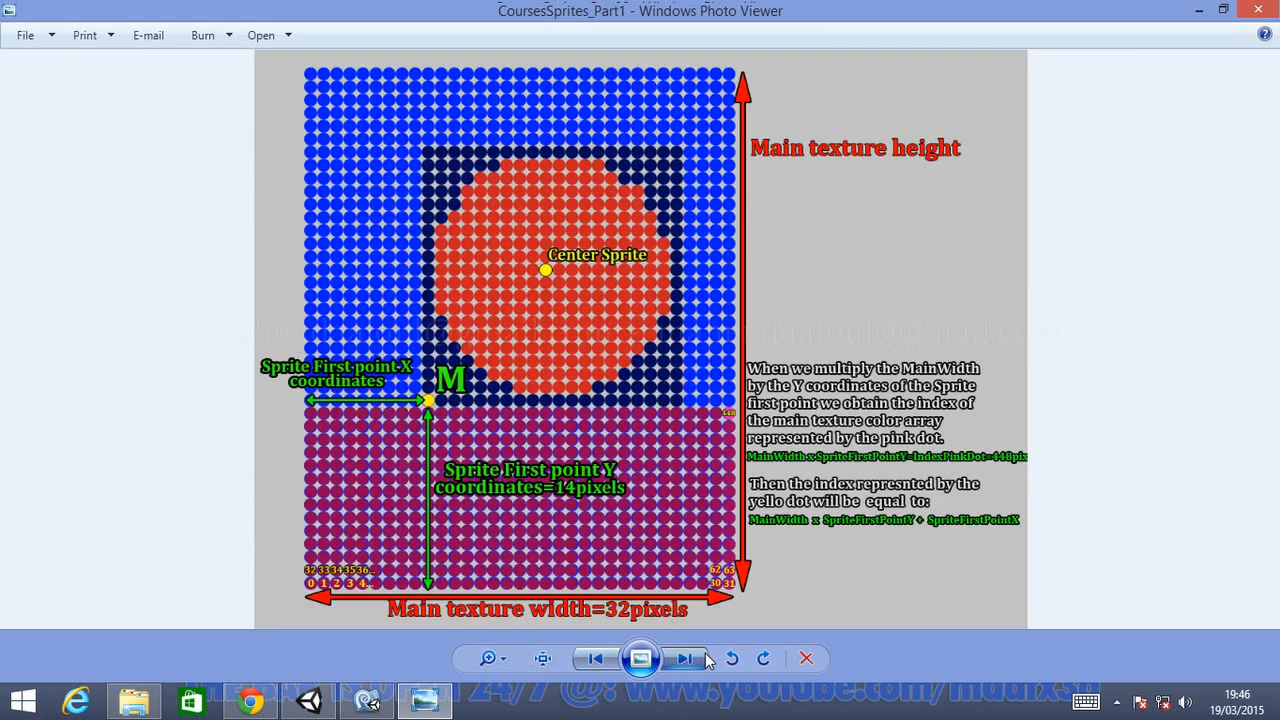 CoursesSprites_Part1 - Windows Photo Viewer
File Print E-mail Burn Open
Main texture height
Center Sprite
Sprite First point X
coordinates
M
When we multiply the MainWidth
by the Y coordinates of the Sprite
first point we obtain the index of
the main texture color array
represented by the pink dot.
448
MainWidth x SpriteFirstPointY=IndexPinkDot=448pix
Sprite First point Y
coordinates=14pixels
Then the index represnted by the
yello dot will be equal to:
MainWidth x SpriteFirstPointY + SpriteFirstPointX
32 33 34 35 36... 62 63
0 1 2 3 4... 30 31
Main texture width=32pixels
19:46
19/03/2015